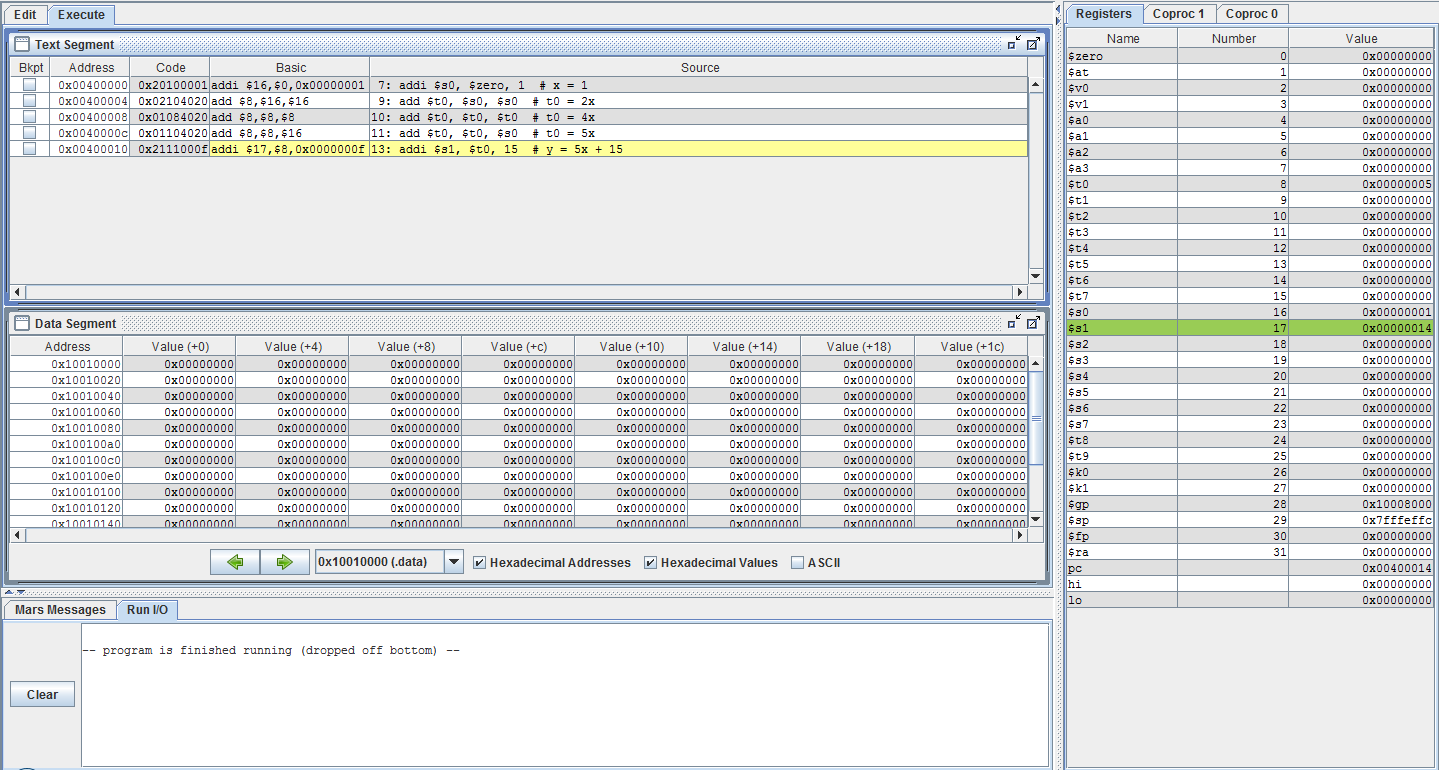 Edit Execute
Text Segment
Bkpt Address Code Basic Source
0x00400000 0x20100001 addi $16,$0,0x00000001 7: addi $s0, $zero, 1 # x = 1
0x00400004 0x02104020 add $8,$16,$16 9: add $t0, $s0, $s0 # t0 = 2x
0x00400008 0x01084020 add $8,$8,$8 10: add $t0, $t0, $t0 # t0 = 4x
0x0040000c 0x01104020 add $8,$8,$16 11: add $t0, $t0, $s0 # t0 = 5x
0x00400010 0x2111000f addi $17,$8,0x0000000f 13: addi $s1, $t0, 15 # y = 5x + 15
Data Segment
Address Value (+0) Value (+4) Value (+8) Value (+c) Value (+10) Value (+14) Value (+18) Value (+1c)
0x10010000 0x00000000 0x00000000 0x00000000 0x00000000 0x00000000 0x00000000 0x00000000 0x00000000
0x10010020 0x00000000 0x00000000 0x00000000 0x00000000 0x00000000 0x00000000 0x00000000 0x00000000
0x10010040 0x00000000 0x00000000 0x00000000 0x00000000 0x00000000 0x00000000 0x00000000 0x00000000
0x10010060 0x00000000 0x00000000 0x00000000 0x00000000 0x00000000 0x00000000 0x00000000 0x00000000
0x10010080 0x00000000 0x00000000 0x00000000 0x00000000 0x00000000 0x00000000 0x00000000 0x00000000
0x100100a0 0x00000000 0x00000000 0x00000000 0x00000000 0x00000000 0x00000000 0x00000000 0x00000000
0x100100c0 0x00000000 0x00000000 0x00000000 0x00000000 0x00000000 0x00000000 0x00000000 0x00000000
0x100100e0 0x00000000 0x00000000 0x00000000 0x00000000 0x00000000 0x00000000 0x00000000 0x00000000
0x10010100 0x00000000 0x00000000 0x00000000 0x00000000 0x00000000 0x00000000 0x00000000 0x00000000
0x10010120 0x00000000 0x00000000 0x00000000 0x00000000 0x00000000 0x00000000 0x00000000 0x00000000
0x10010140 0x00000000 0x00000000 0x00000000 0x00000000 0x00000000 0x00000000 0x00000000 0x00000000
0x10010000 (.data) Hexadecimal Addresses Hexadecimal Values ASCII
Mars Messages Run I/O
-- program is finished running (dropped off bottom) --
Clear
Registers Coproc 1 Coproc 0
Name Number Value
$zero 0 0x00000000
$at 1 0x00000000
$v0 2 0x00000000
$v1 3 0x00000000
$a0 4 0x00000000
$a1 5 0x00000000
$a2 6 0x00000000
$a3 7 0x00000000
$t0 8 0x00000005
$t1 9 0x00000000
$t2 10 0x00000000
$t3 11 0x00000000
$t4 12 0x00000000
$t5 13 0x00000000
$t6 14 0x00000000
$t7 15 0x00000000
$s0 16 0x00000001
$s1 17 0x00000014
$s2 18 0x00000000
$s3 19 0x00000000
$s4 20 0x00000000
$s5 21 0x00000000
$s6 22 0x00000000
$s7 23 0x00000000
$t8 24 0x00000000
$t9 25 0x00000000
$k0 26 0x00000000
$k1 27 0x00000000
$gp 28 0x10008000
$sp 29 0x7fffeffc
$fp 30 0x00000000
$ra 31 0x00000000
pc 0x00400014
hi 0x00000000
lo 0x00000000